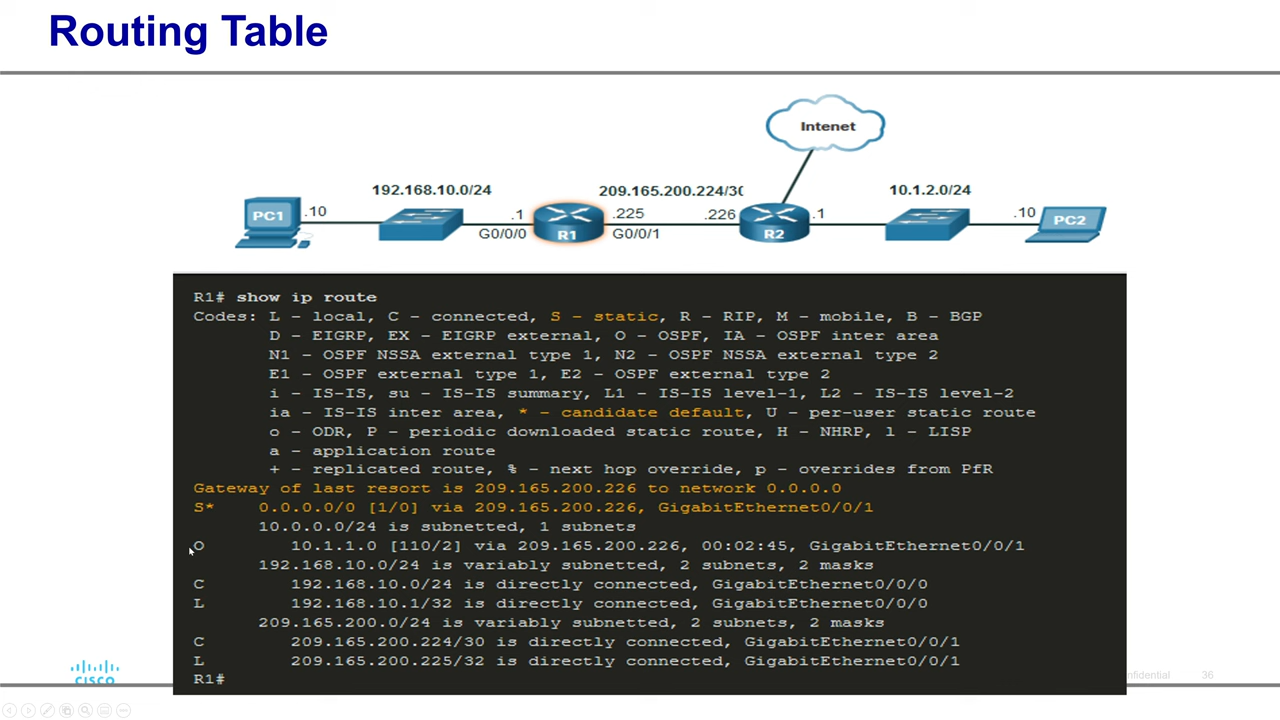 Routing Table
Intenet
192.168.10.0/24
209.165.200.224/30
10.1.2.0/24
PC1
.10
.1
.225
.226
.1
.10
PC2
G0/0/0
R1
G0/0/1
R2
R1# show ip route
Codes: L - local, C - connected, S - static, R - RIP, M - mobile, B - BGP
D - EIGRP, EX - EIGRP external, O - OSPF, IA - OSPF inter area
N1 - OSPF NSSA external type 1, N2 - OSPF NSSA external type 2
E1 - OSPF external type 1, E2 - OSPF external type 2
i - IS-IS, su - IS-IS summary, L1 - IS-IS level-1, L2 - IS-IS level-2
ia - IS-IS inter area, * - candidate default, U - per-user static route
o - ODR, P - periodic downloaded static route, H - NHRP, l - LISP
a - application route
+ - replicated route, % - next hop override, p - overrides from PfR
Gateway of last resort is 209.165.200.226 to network 0.0.0.0
S* 0.0.0.0/0 [1/0] via 209.165.200.226, GigabitEthernet0/0/1
10.0.0.0/24 is subnetted, 1 subnets
O 10.1.1.0 [110/2] via 209.165.200.226, 00:02:45, GigabitEthernet0/0/1
192.168.10.0/24 is variably subnetted, 2 subnets, 2 masks
C 192.168.10.0/24 is directly connected, GigabitEthernet0/0/0
L 192.168.10.1/32 is directly connected, GigabitEthernet0/0/0
209.165.200.0/24 is variably subnetted, 2 subnets, 2 masks
C 209.165.200.224/30 is directly connected, GigabitEthernet0/0/1
L 209.165.200.225/32 is directly connected, GigabitEthernet0/0/1
R1#
CISCO
nfidential 36